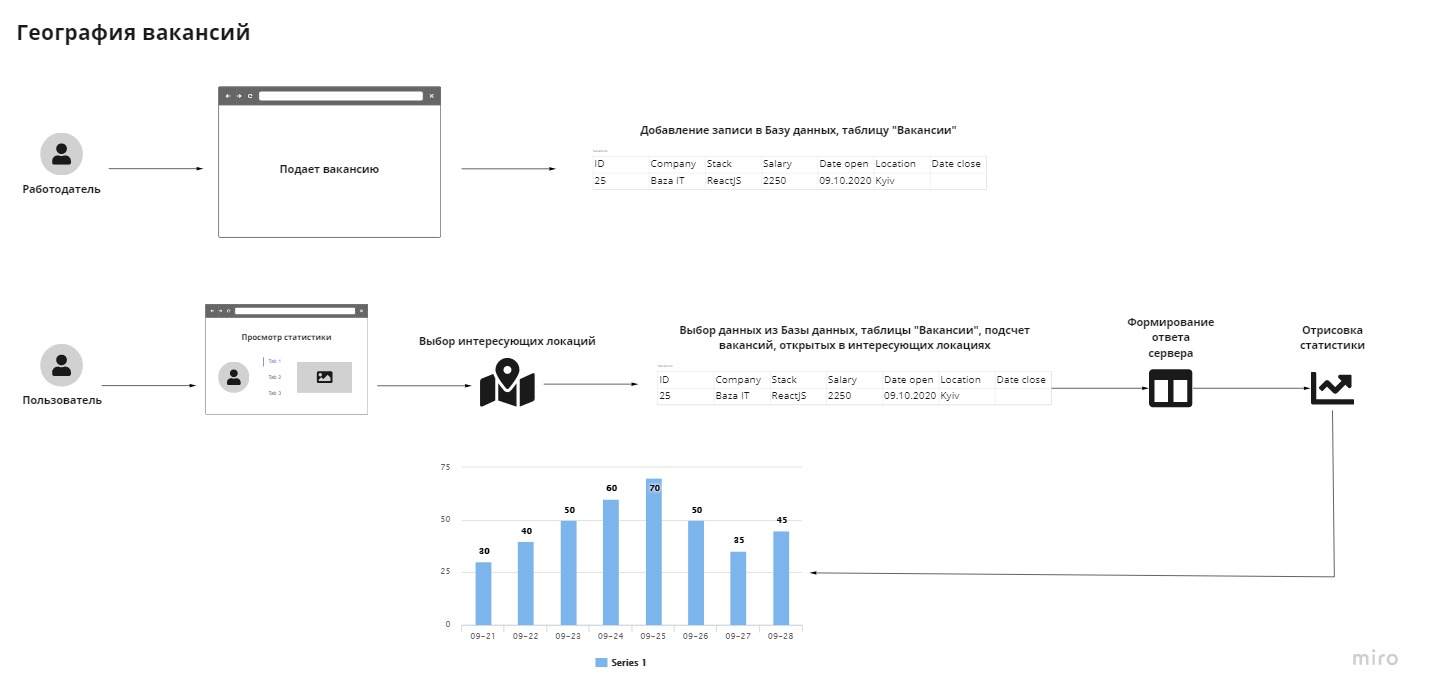 География вакансий
Подает вакансию
Работодатель
Добавление записи в Базу данных, таблицу "Вакансии"
ID Company Stack Salary Date open Location Date close
25 Baza IT ReactJS 2250 09.10.2020 Kyiv
Пользователь
Просмотр статистики
Tab 1
Tab 2
Tab 3
Выбор интересующих локаций
Выбор данных из Базы данных, таблицы "Вакансии", подсчет
вакансий, открытых в интересующих локациях
ID Company Stack Salary Date open Location Date close
25 Baza IT ReactJS 2250 09.10.2020 Kyiv
Формирование
ответа
сервера
Отрисовка
статистики
75
50
25
0
30 40 50 60 70 50 35 45
09-21 09-22 09-23 09-24 09-25 09-26 09-27 09-28
Series 1
miro